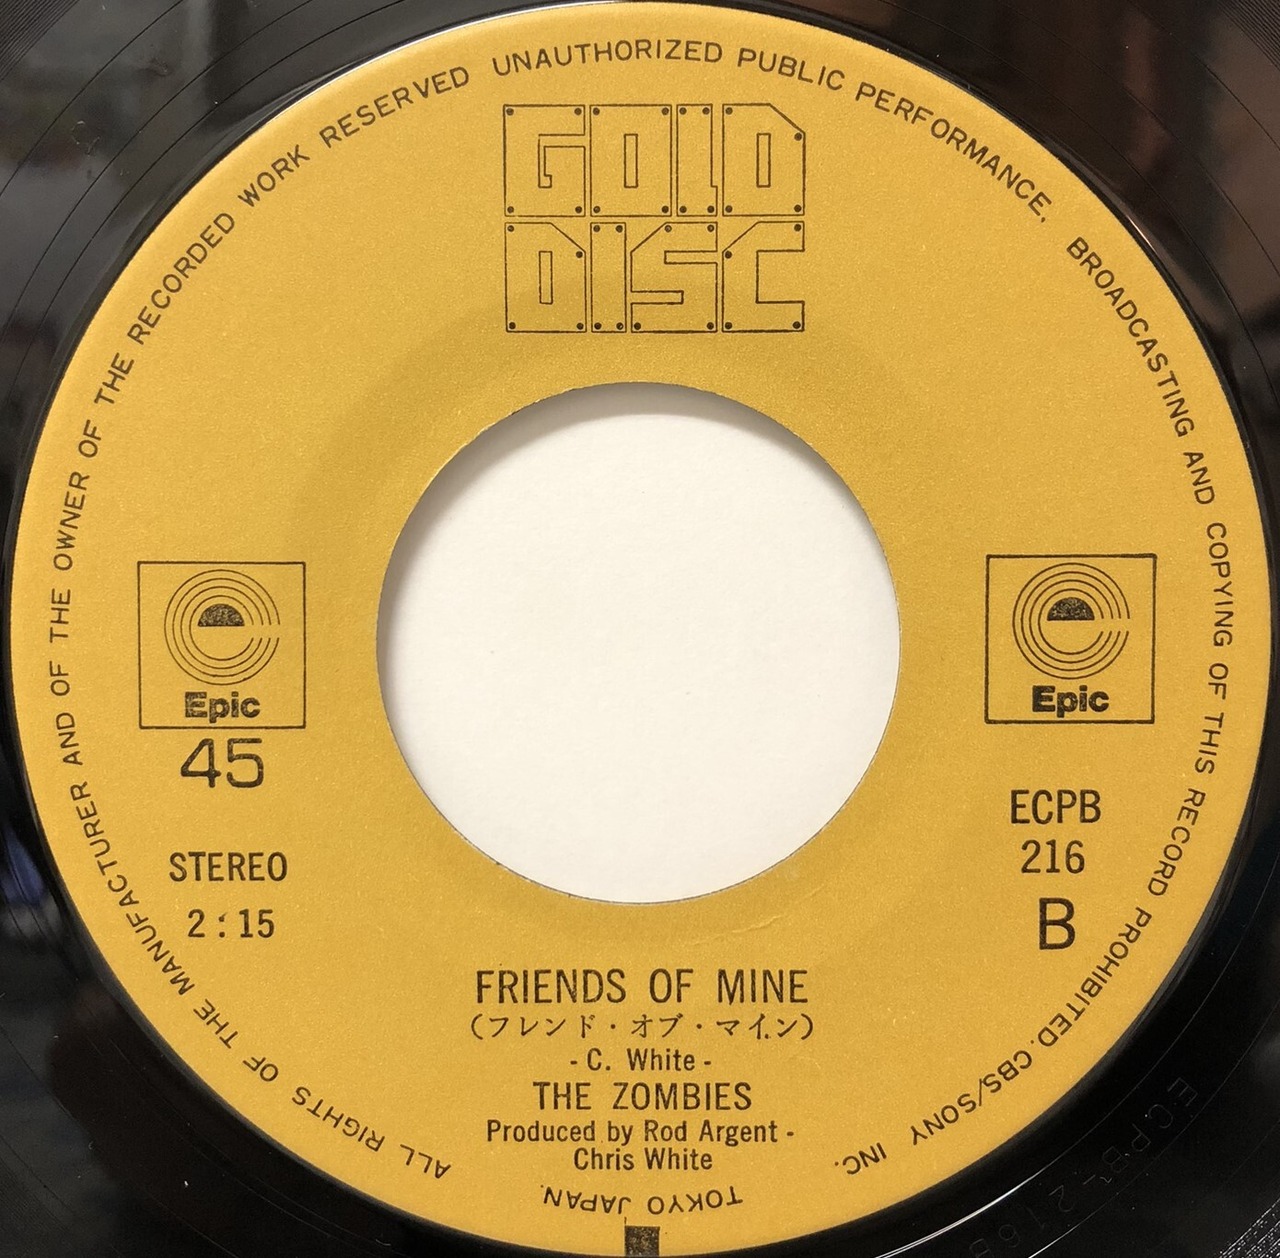 ALL RIGHTS OF THE MANUFACTURER AND OF THE OWNER OF THE RECORDED WORK RESERVED UNAUTHORIZED PUBLIC PERFORMANCE, BROADCASTING AND COPYING OF THIS RECORD PROHIBITED. CBS/SONY INC.
TOKYO JAPAN.
GOLD
DISC
Epic
45
STEREO
2:15
Epic
ECPB
216
B
FRIENDS OF MINE
(フレンド・オブ・マイン)
- C. White -
THE ZOMBIES
Produced by Rod Argent -
Chris White
ECPB-216B